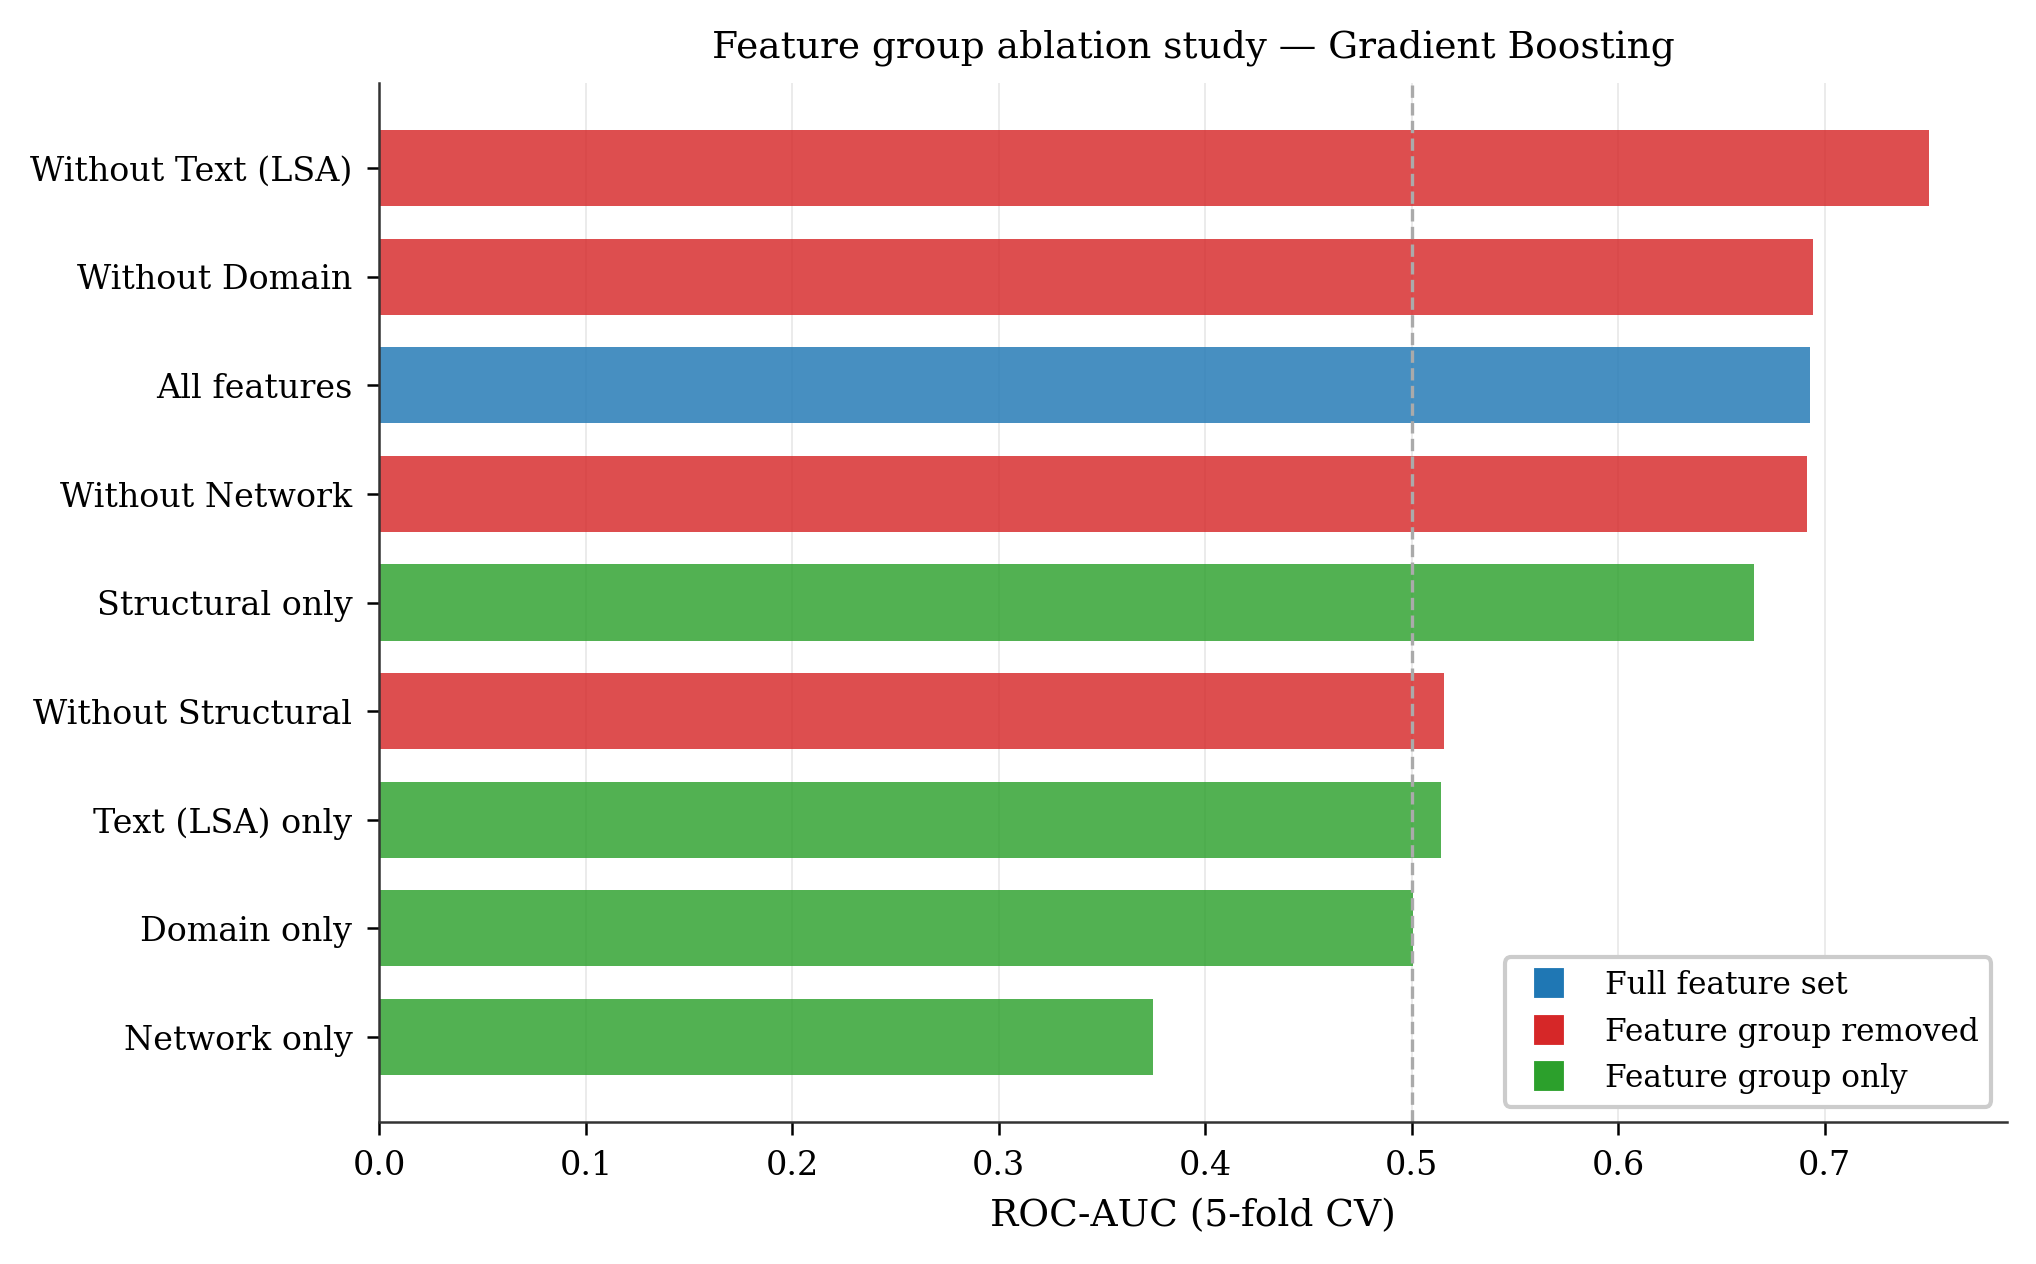 Feature group ablation study — Gradient Boosting
Without Text (LSA)
Without Domain
All features
Without Network
Structural only
Without Structural
Text (LSA) only
Domain only
Network only
Full feature set
Feature group removed
Feature group only
0.0 0.1 0.2 0.3 0.4 0.5 0.6 0.7
ROC-AUC (5-fold CV)